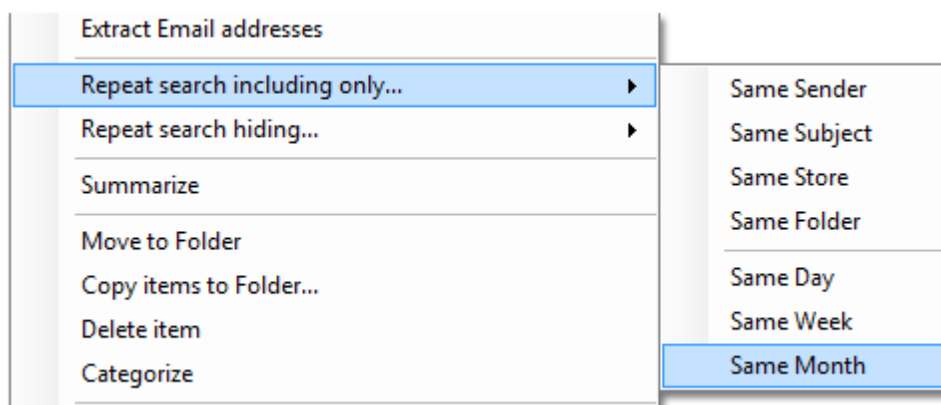 Extract Email addresses
Repeat search including only...
Repeat search hiding...
Summarize
Move to Folder
Copy items to Folder...
Delete item
Categorize
Same Sender
Same Subject
Same Store
Same Folder
Same Day
Same Week
Same Month